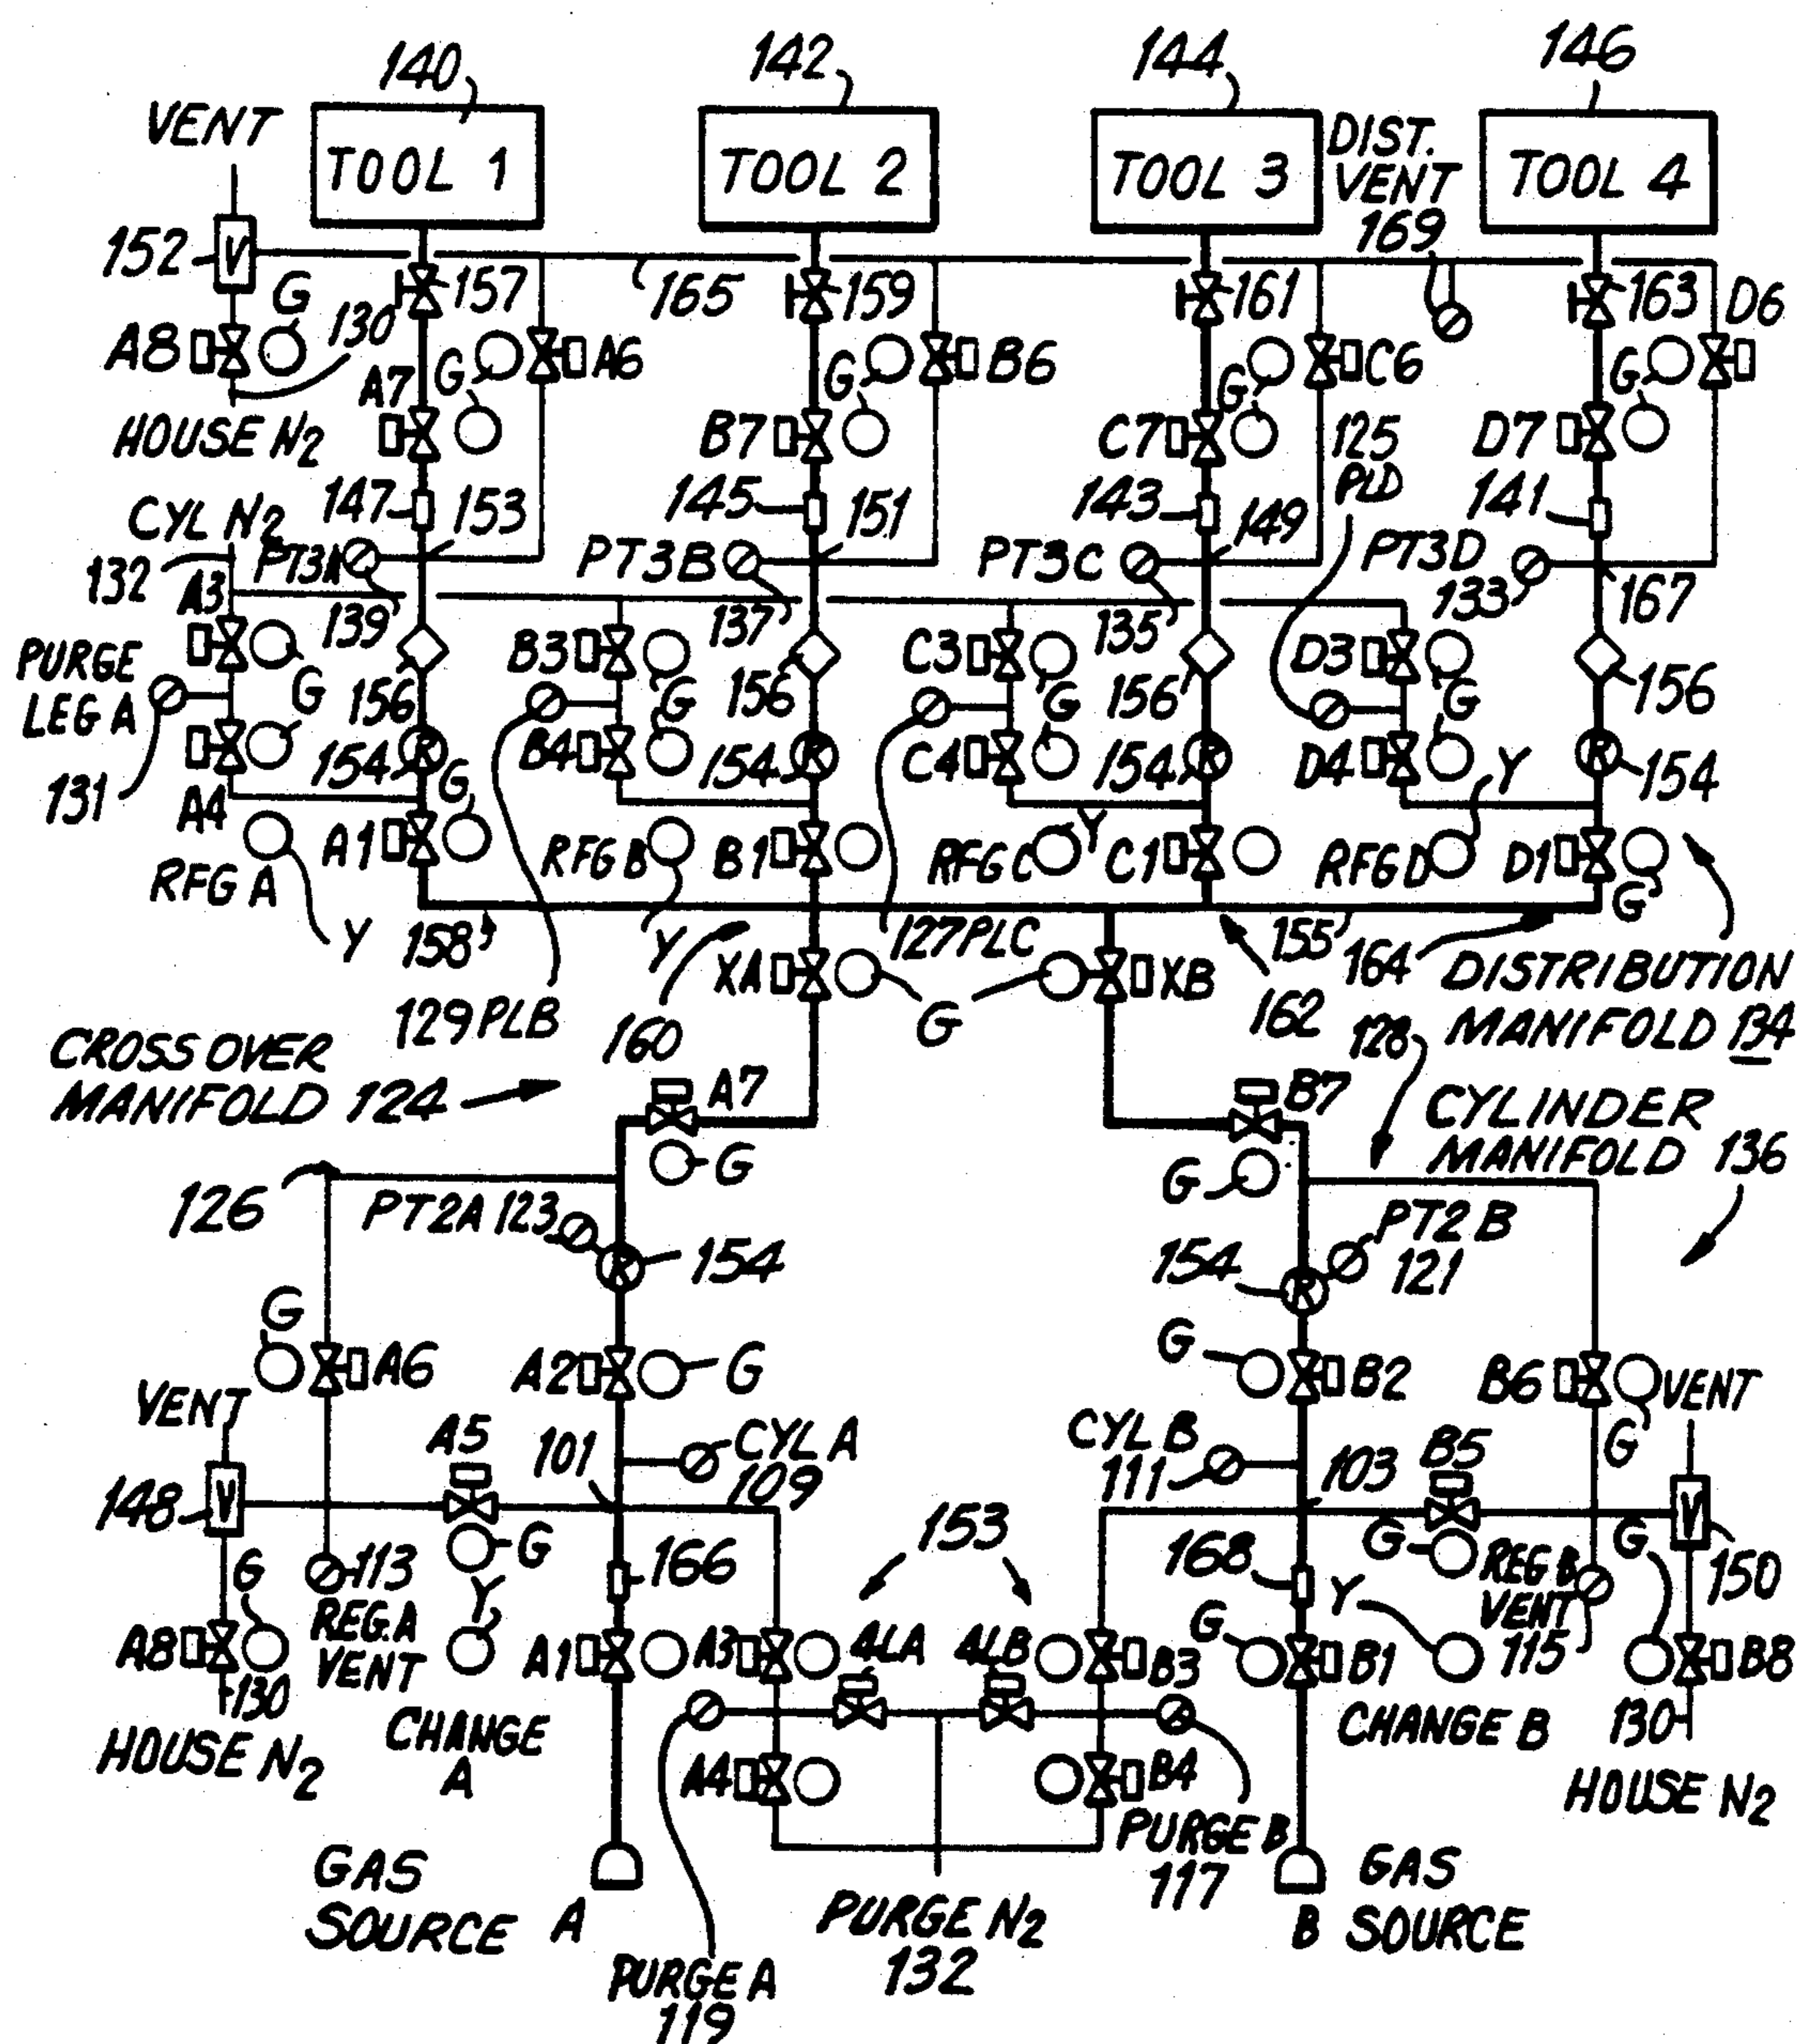 140
142
144
146
VENT
TOOL 1
TOOL 2
TOOL 3
DIST.
VENT
169
TOOL 4
152
V
G
157
165
159
161
163
D6
A8
130
A7
G
A6
G
B6
G
C6
G
HOUSE N2
B7
C7
125
PLD
D7
CYL N2
147
153
145
151
143
149
141
132
PT3A
PT3B
PT3C
PT3D
133
167
A3
139
137
135
PURGE
LEG A
G
B3
G
C3
G
D3
G
156
156
156
156
131
154
R
B4
154
R
C4
154
R
D4
Y
R
154
A4
G
RFG A
A1
RFG B
B1
RFG C
Y
C1
RFG D
D1
G
Y
158
Y
127 PLC
155
164
DISTRIBUTION
MANIFOLD 134
XA
G
XB
129 PLB
160
162
128
CROSS OVER
MANIFOLD 124
A7
G
B7
G
CYLINDER
MANIFOLD 136
126
PT2A 123
R
154
154
R
PT2B
121
G
A6
A2
G
G
B2
B6
G
VENT
VENT
A5
101
CYL A
109
CYL B
111
103
B5
148
V
G
153
G
G
V
150
G
113
REG. A
VENT
Y
166
168
Y
REG B
VENT
115
A8
130
A1
A3
4LA
4LB
B3
G
B1
B8
HOUSE N2
CHANGE
A
CHANGE B
130
HOUSE N2
A4
B4
PURGE B
117
GAS
SOURCE A
PURGE N2
132
GAS
B SOURCE
PURGE A
119